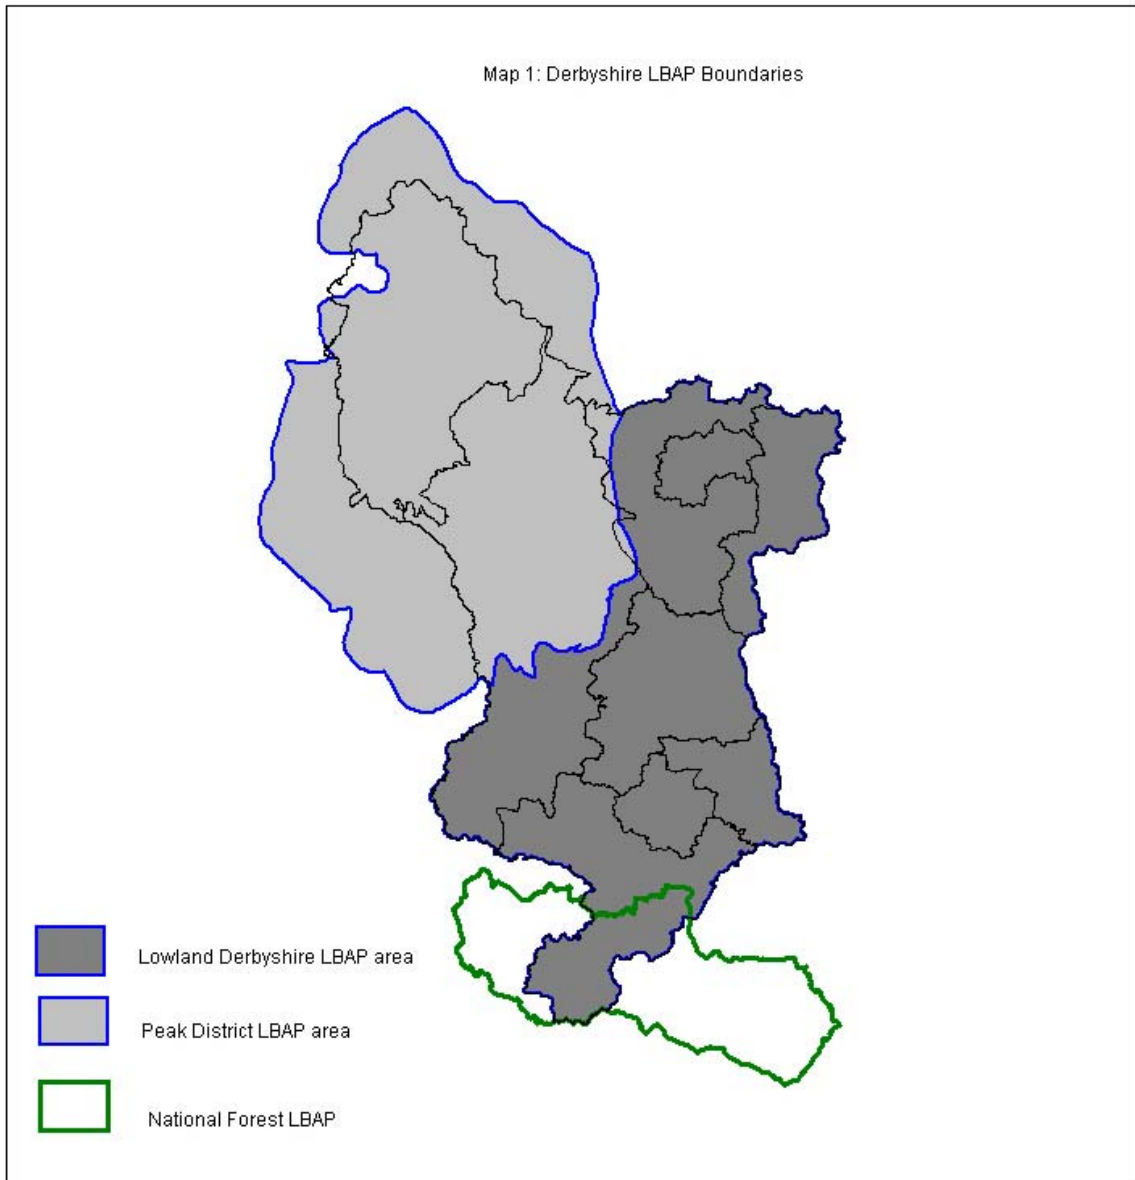 Map 1: Derbyshire LBAP Boundaries
Lowland Derbyshire LBAP area
Peak District LBAP area
National Forest LBAP